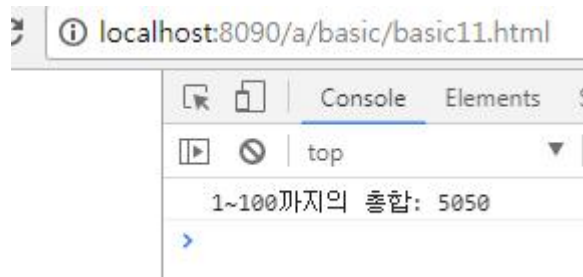 localhost:8090/a/basic/basic11.html
Console Elements
top
1~100까지의 총합: 5050